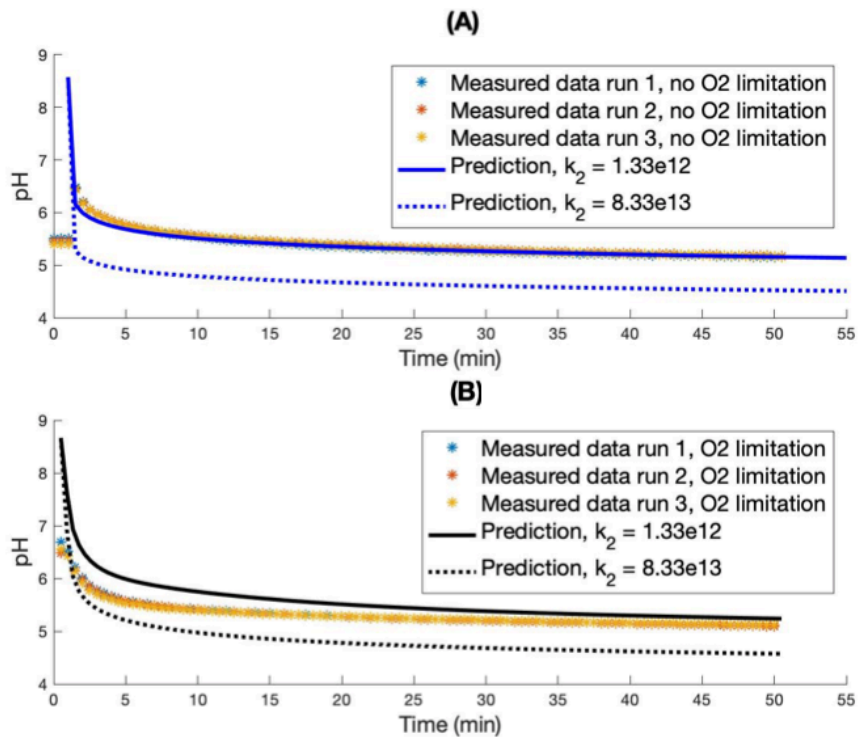 (A)
9
8
7
6
5
4
pH
Measured data run 1, no O2 limitation
Measured data run 2, no O2 limitation
Measured data run 3, no O2 limitation
Prediction, k2 = 1.33e12
Prediction, k2 = 8.33e13
0 5 10 15 20 25 30 35 40 45 50 55
Time (min)
(B)
9
8
7
6
5
4
pH
Measured data run 1, O2 limitation
Measured data run 2, O2 limitation
Measured data run 3, O2 limitation
Prediction, k2 = 1.33e12
Prediction, k2 = 8.33e13
0 5 10 15 20 25 30 35 40 45 50 55
Time (min)